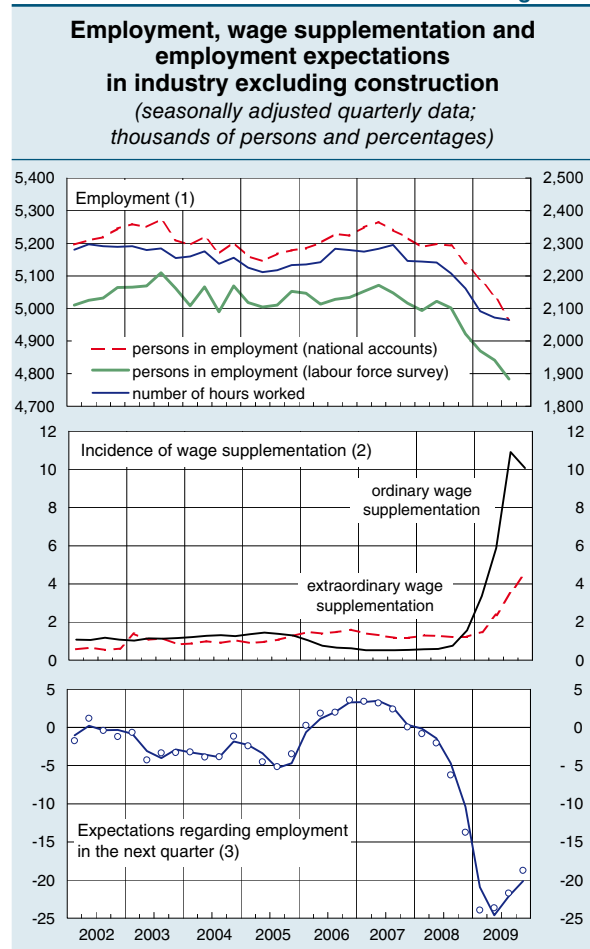 Employment, wage supplementation and
employment expectations
in industry excluding construction
(seasonally adjusted quarterly data;
thousands of persons and percentages)
5,400 2,500
Employment (1)
5,300 2,400
5,200 2,300
5,100 2,200
5,000 2,100
4,900 2,000
persons in employment (national accounts)
4,800 1,900
persons in employment (labour force survey)
number of hours worked
4,700 1,800
12 12
Incidence of wage supplementation (2)
10 10
ordinary wage
supplementation
8 8
6 6
4 4
extraordinary wage
supplementation
2 2
0 0
5 5
0 0
-5 - 5
-10 -10
Expectations regarding employment
in the next quarter (3)
-15 -15
-20 -20
-25 -25
2002 2003 2004 2005 2006 2007 2008 2009